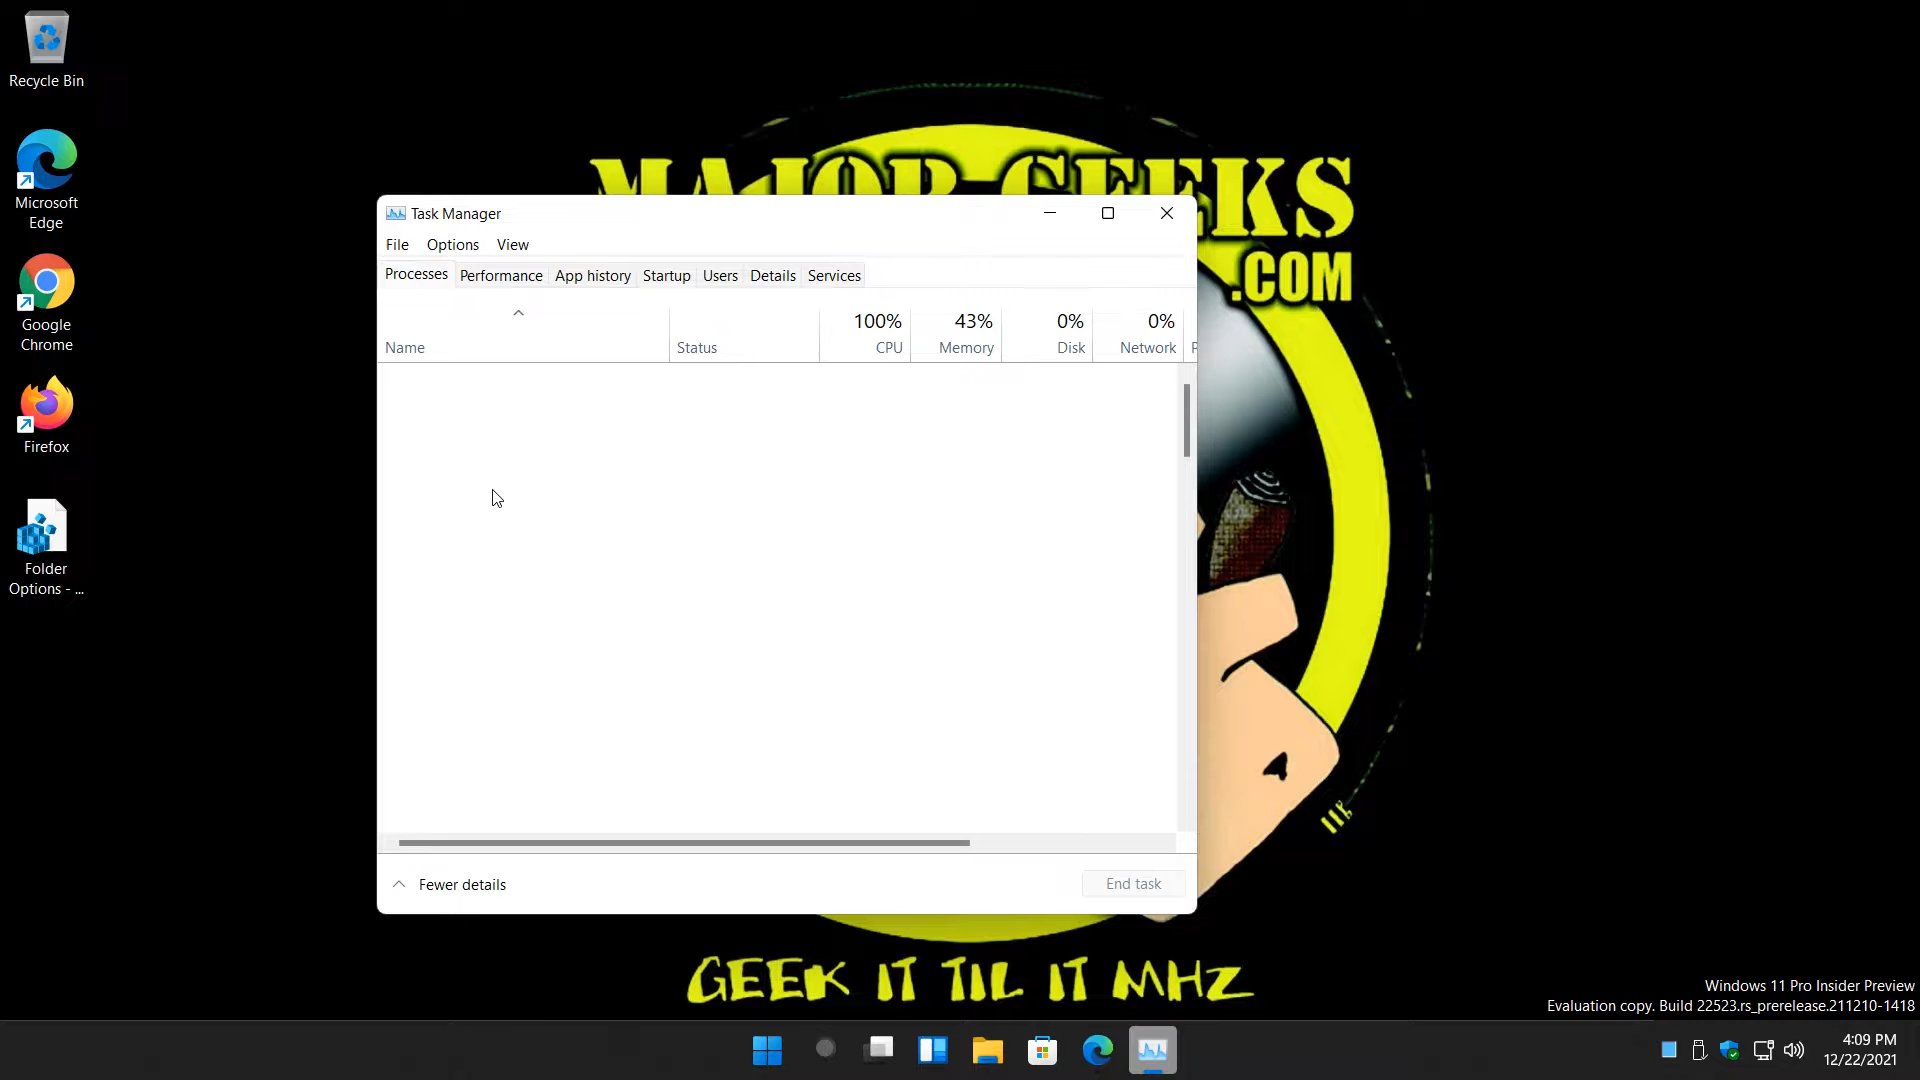 Recycle Bin
Microsoft
Edge
Google
Chrome
Firefox
Folder
Options - ...
MAJOR GEEKS
.COM
Task Manager
File Options View
Processes Performance App history Startup Users Details Services
100% 43% 0% 0%
Name Status CPU Memory Disk Network P
Fewer details
End task
GEEK IT TIL IT MHZ
Windows 11 Pro Insider Preview
Evaluation copy. Build 22523.rs_prerelease.211210-1418
4:09 PM
12/22/2021